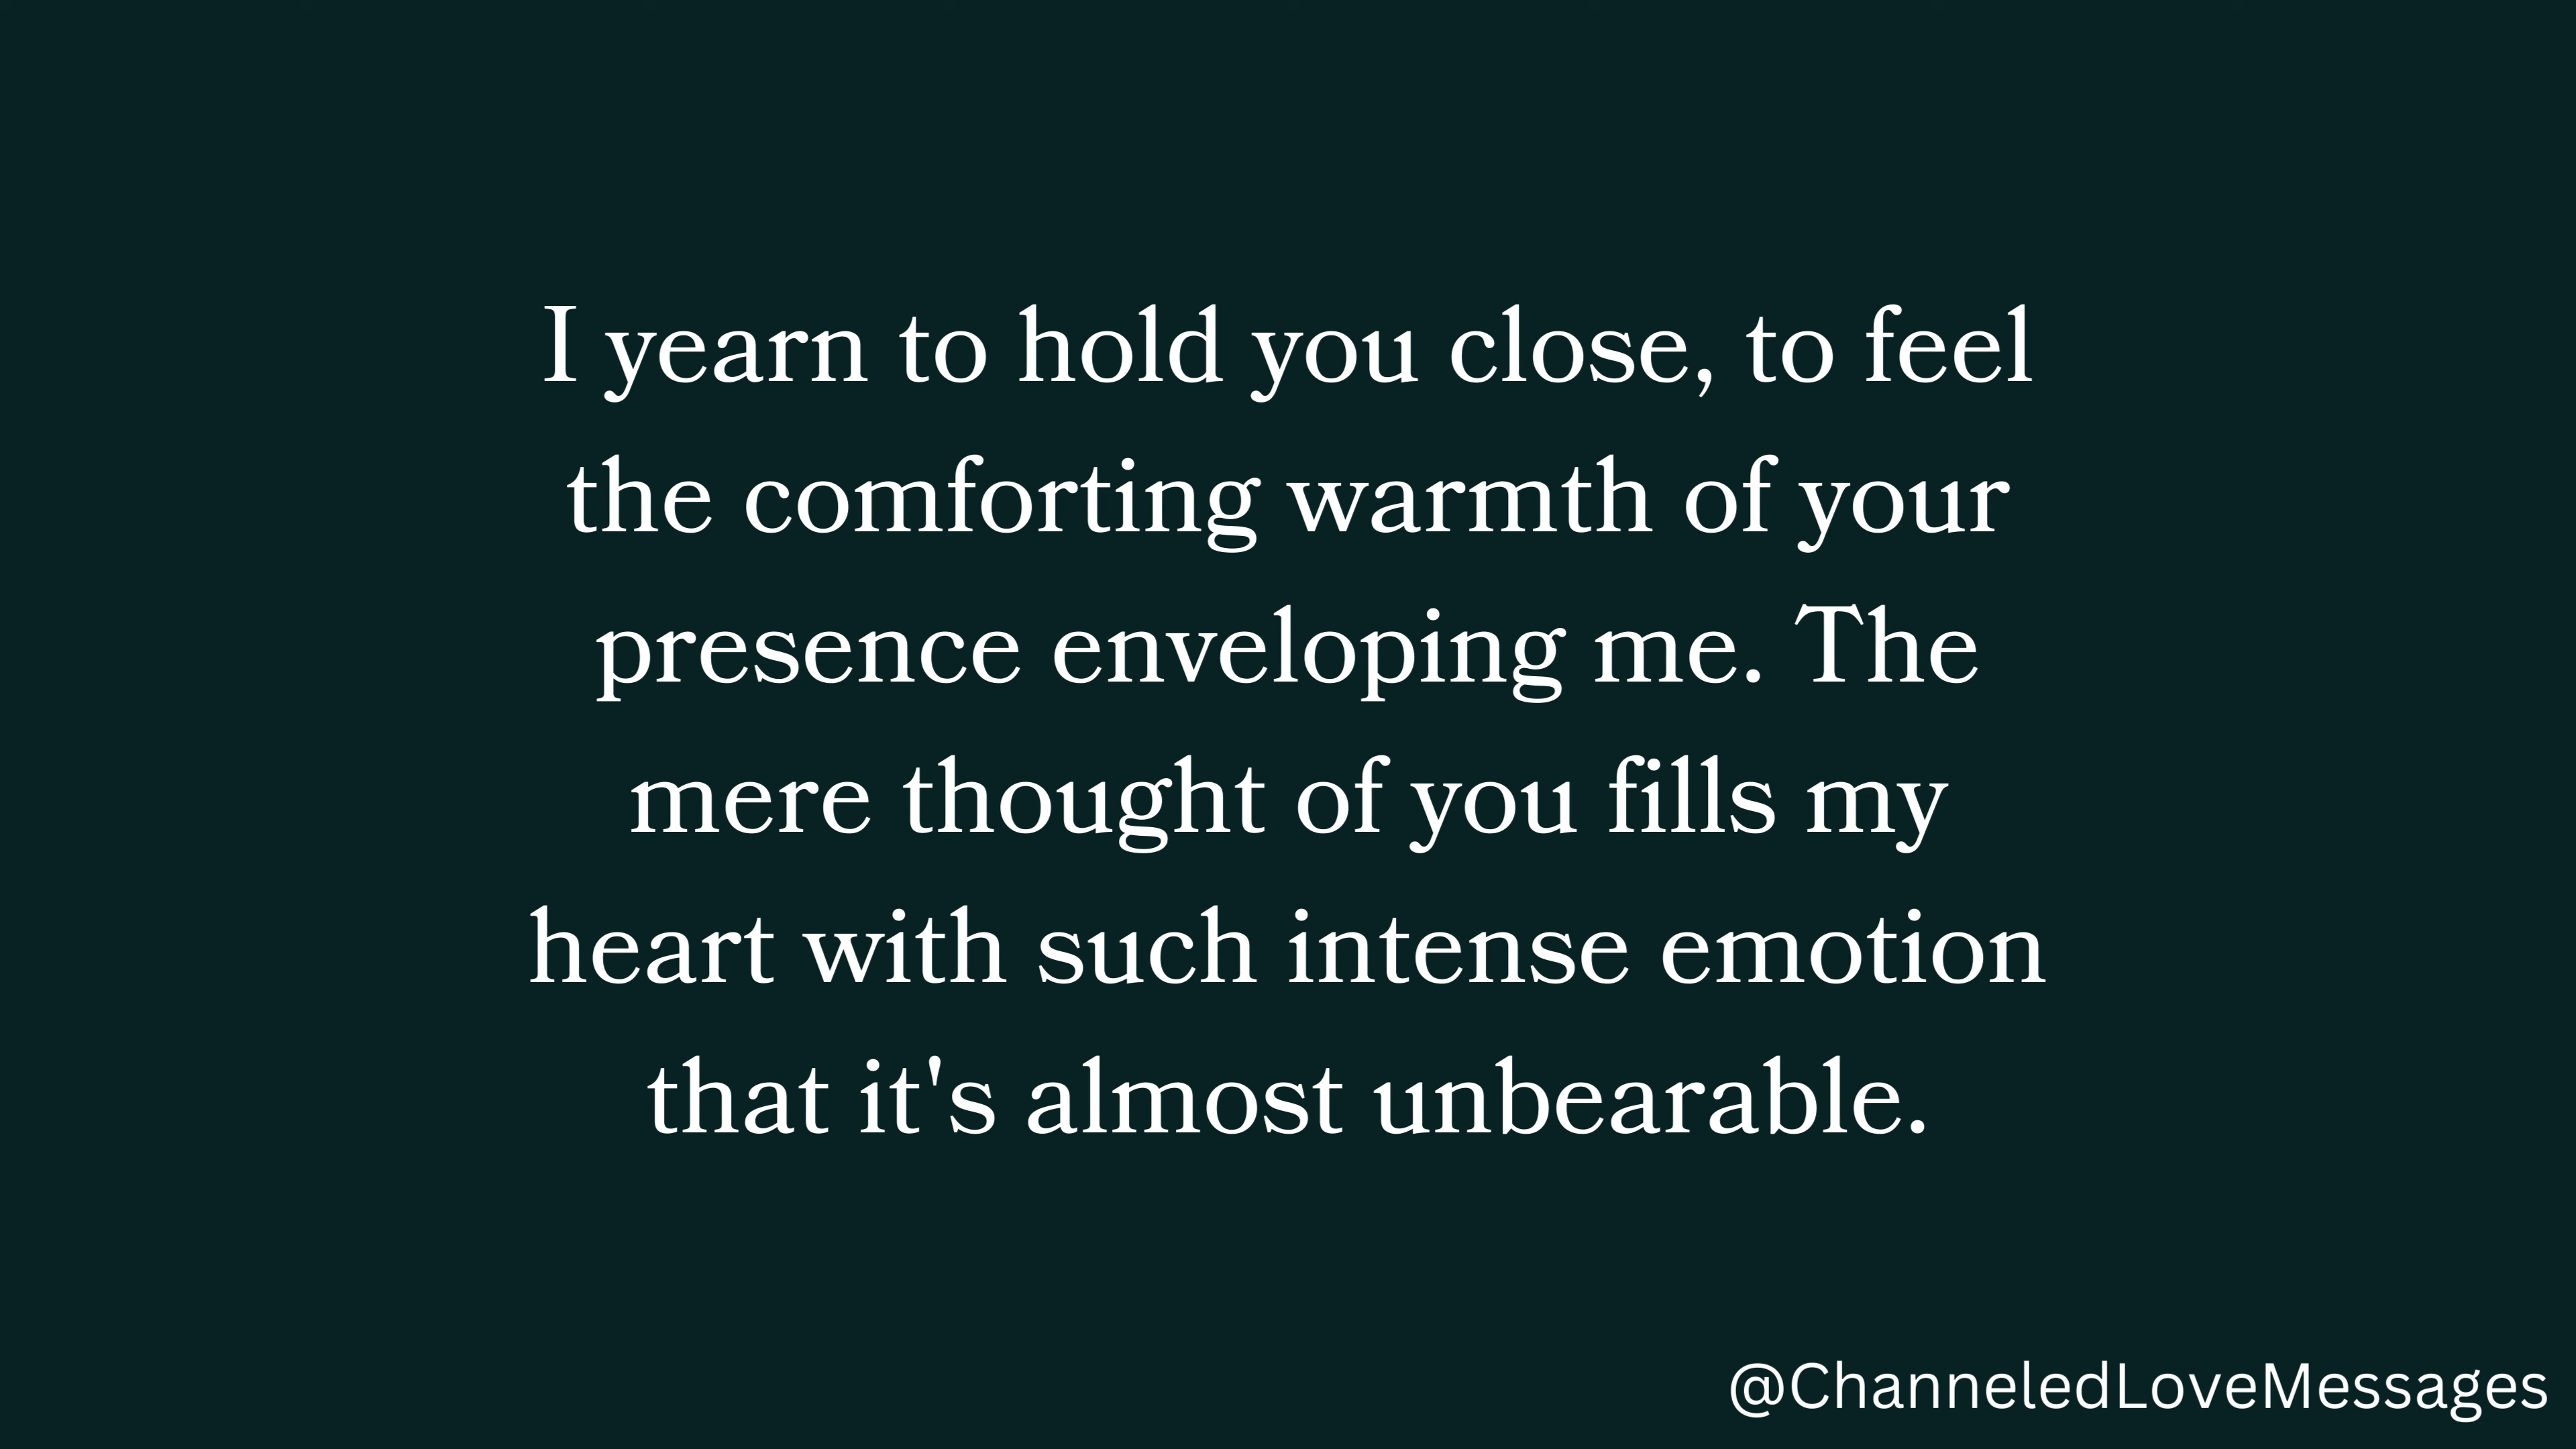 I yearn to hold you close, to feel
the comforting warmth of your
presence enveloping me. The
mere thought of you fills my
heart with such intense emotion
that it's almost unbearable.
@ChanneledLoveMessages